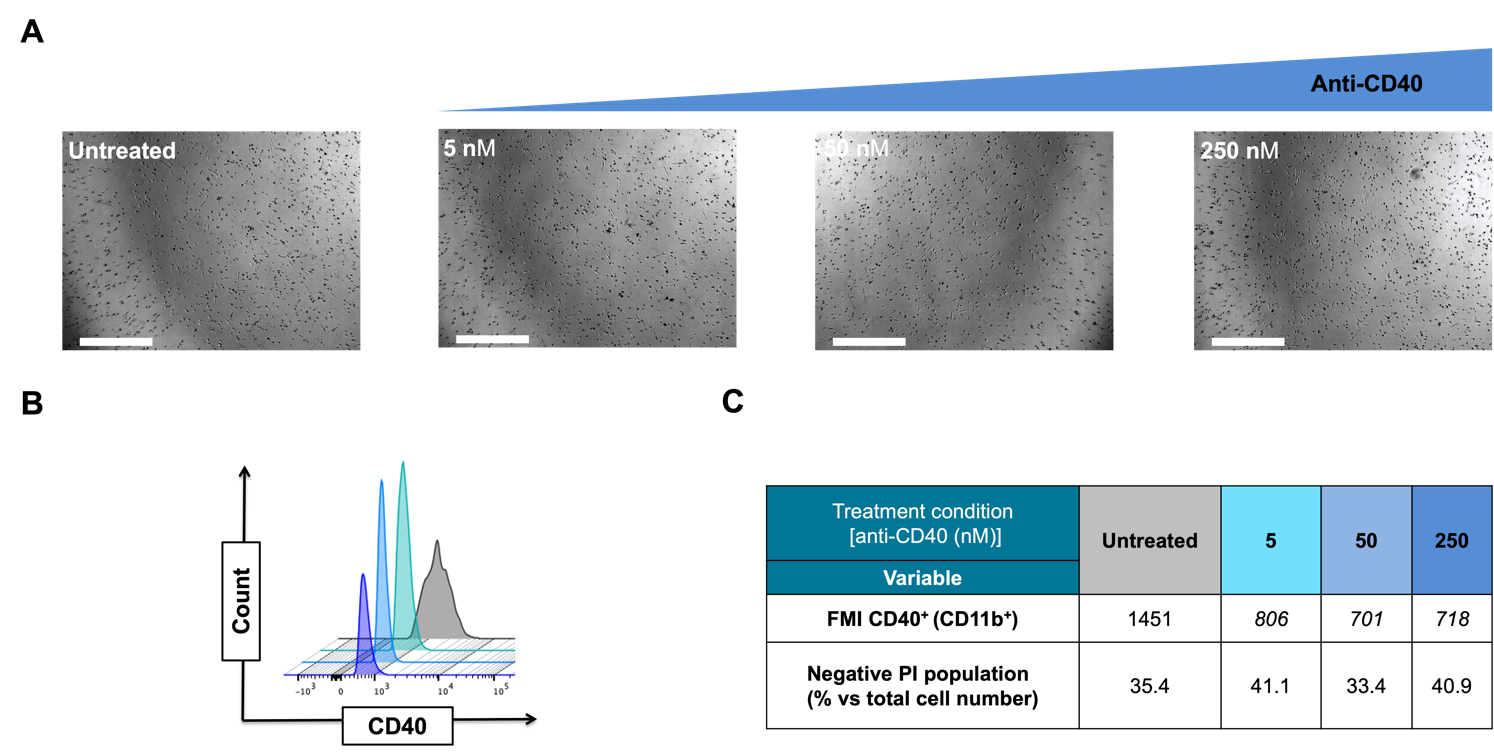 A
Anti-CD40
Untreated
5 nM
50 nM
250 nM
B
Count
-10³ 0 10³ 10⁴ 10⁵
CD40
C
Treatment condition
[anti-CD40 (nM)]
Variable
Untreated 5 50 250
FMI CD40⁺ (CD11b⁺) 1451 806 701 718
Negative PI population
(% vs total cell number) 35.4 41.1 33.4 40.9